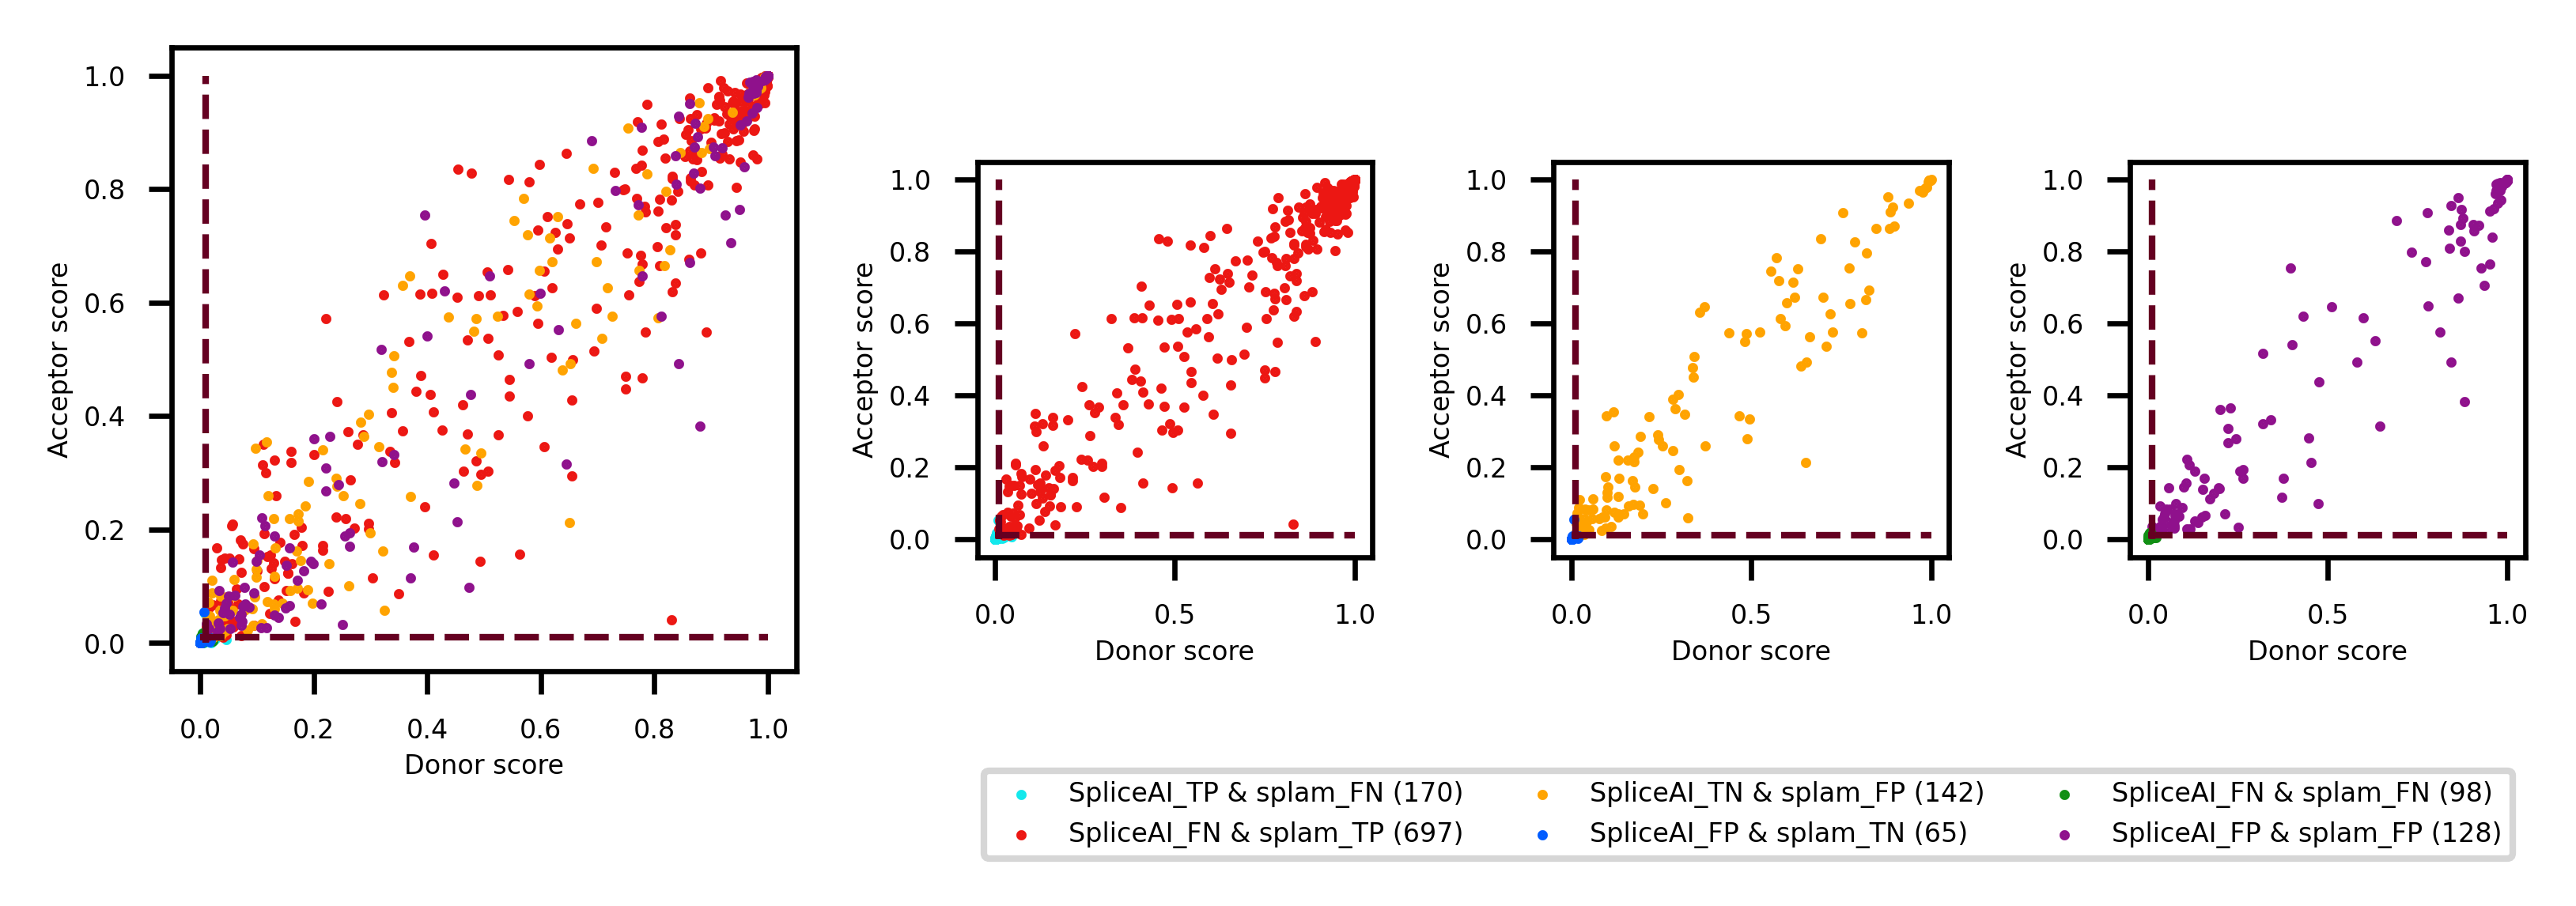 1.0
0.8
0.6
0.4
0.2
0.0
Acceptor score
0.0 0.2 0.4 0.6 0.8 1.0
Donor score
1.0
0.8
0.6
0.4
0.2
0.0
Acceptor score
0.0 0.5 1.0
Donor score
1.0
0.8
0.6
0.4
0.2
0.0
Acceptor score
0.0 0.5 1.0
Donor score
1.0
0.8
0.6
0.4
0.2
0.0
Acceptor score
0.0 0.5 1.0
Donor score
SpliceAI_TP & splam_FN (170)
SpliceAI_FN & splam_TP (697)
SpliceAI_TN & splam_FP (142)
SpliceAI_FP & splam_TN (65)
SpliceAI_FN & splam_FN (98)
SpliceAI_FP & splam_FP (128)